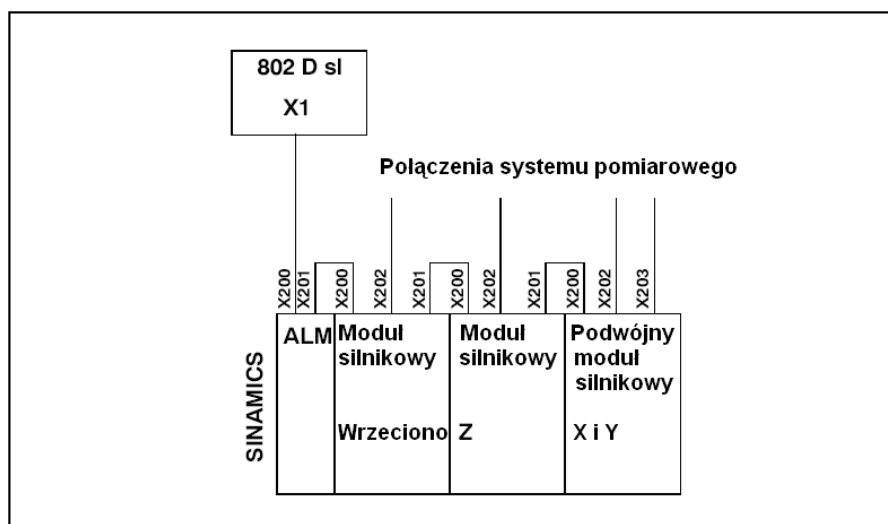 802 D sl
X1
Połączenia systemu pomiarowego
X200
X201
X200
X202
X201
X200
X202
X201
X200
X202
X203
SINAMICS
ALM
Moduł
silnikowy
Wrzeciono
Moduł
silnikowy
Z
Podwójny
moduł
silnikowy
X i Y